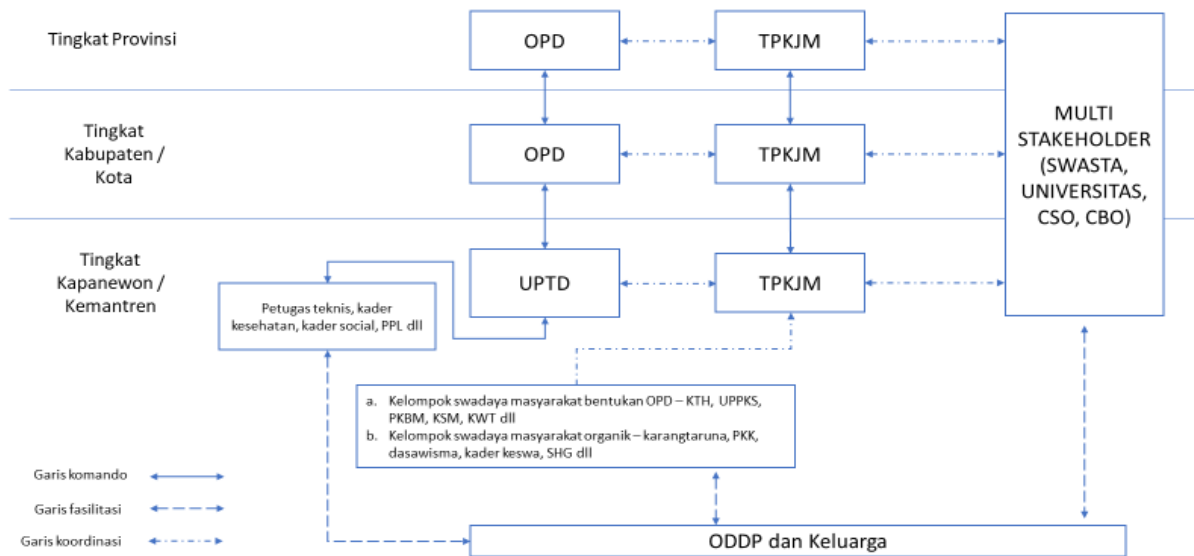 Tingkat Provinsi
OPD
TPKJM
MULTI
STAKEHOLDER
(SWASTA,
UNIVERSITAS,
CSO, CBO)
Tingkat
Kabupaten /
Kota
OPD
TPKJM
Tingkat
Kapanewon /
Kemantren
UPTD
TPKJM
Petugas teknis, kader
kesehatan, kader social, PPL dll
a. Kelompok swadaya masyarakat bentukan OPD – KTH, UPPKS,
PKBM, KSM, KWT dll
b. Kelompok swadaya masyarakat organik – karangtaruna, PKK,
dasawisma, kader keswa, SHG dll
Garis komando
Garis fasilitasi
Garis koordinasi
ODDP dan Keluarga